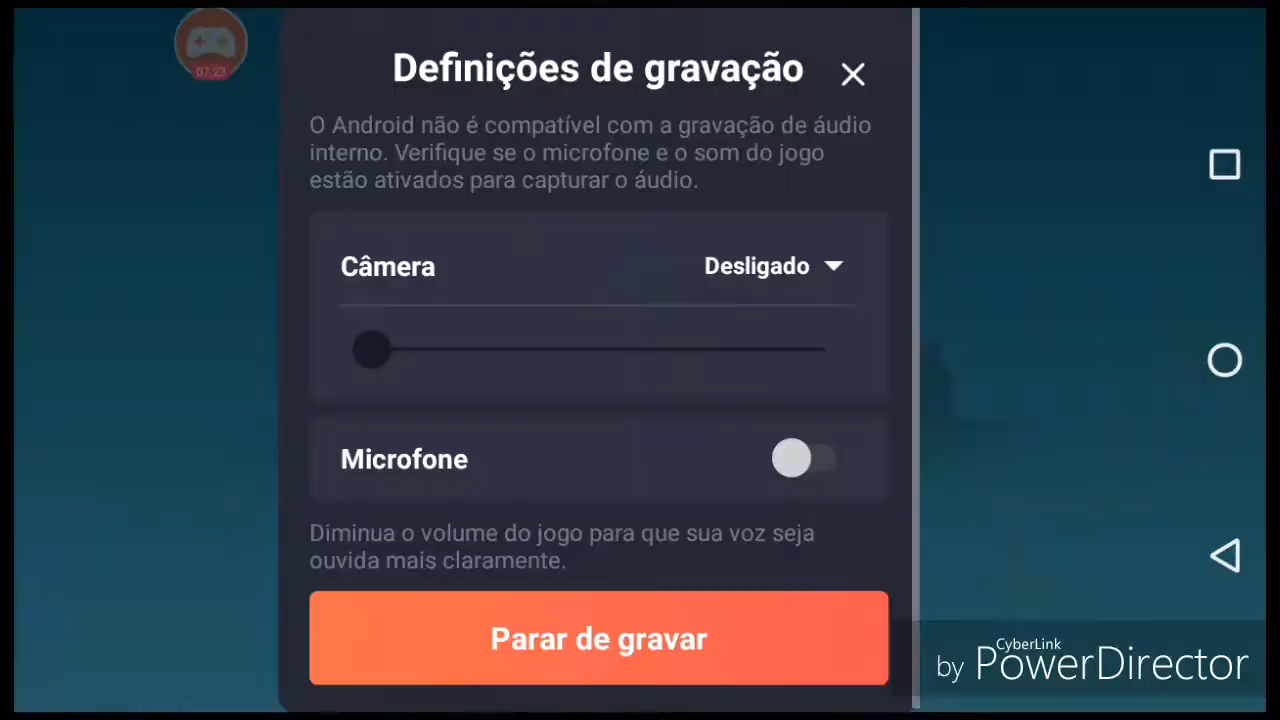 07:23
Definições de gravação
O Android não é compatível com a gravação de áudio
interno. Verifique se o microfone e o som do jogo
estão ativados para capturar o áudio.
Câmera Desligado
Microfone
Diminua o volume do jogo para que sua voz seja
ouvida mais claramente.
Parar de gravar
CyberLink
by PowerDirector